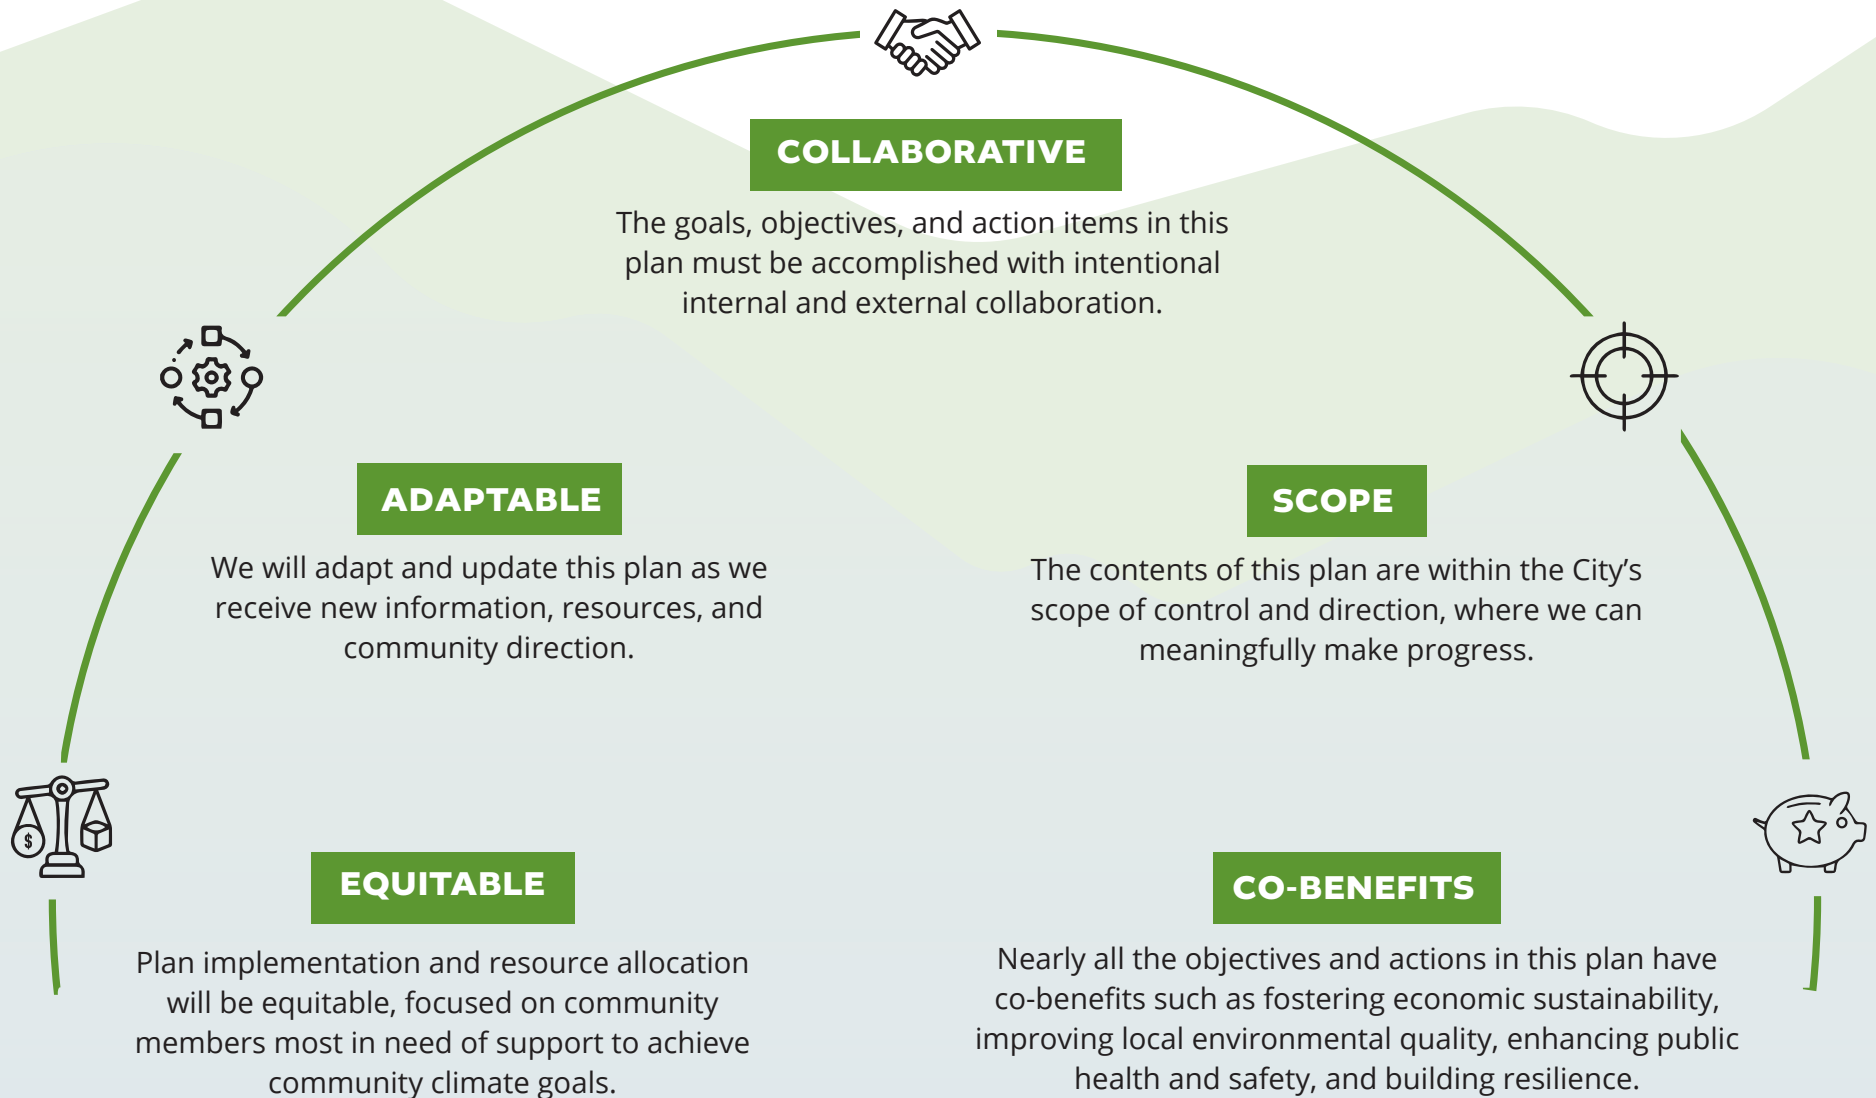 COLLABORATIVE
The goals, objectives, and action items in this
plan must be accomplished with intentional
internal and external collaboration.
ADAPTABLE
We will adapt and update this plan as we
receive new information, resources, and
community direction.
SCOPE
The contents of this plan are within the City’s
scope of control and direction, where we can
meaningfully make progress.
$
EQUITABLE
Plan implementation and resource allocation
will be equitable, focused on community
members most in need of support to achieve
community climate goals.
CO-BENEFITS
Nearly all the objectives and actions in this plan have
co-benefits such as fostering economic sustainability,
improving local environmental quality, enhancing public
health and safety, and building resilience.